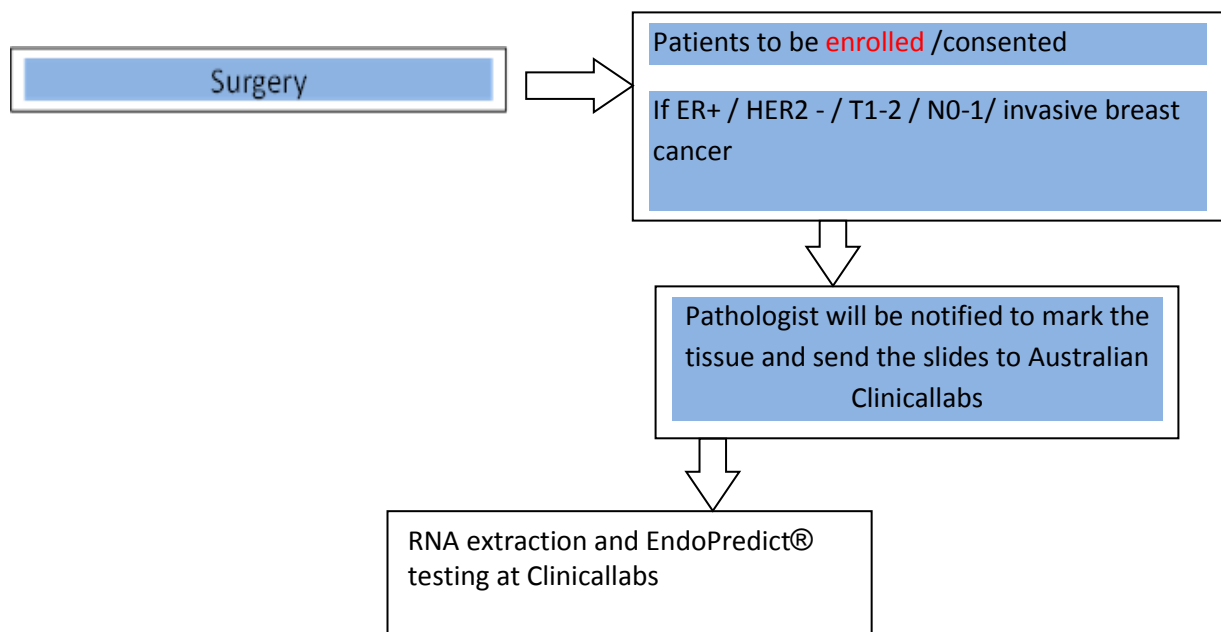 Surgery
Patients to be enrolled /consented
If ER+ / HER2 - / T1-2 / N0-1/ invasive breast
cancer
Pathologist will be notified to mark the
tissue and send the slides to Australian
Clinicallabs
RNA extraction and EndoPredict®
testing at Clinicallabs